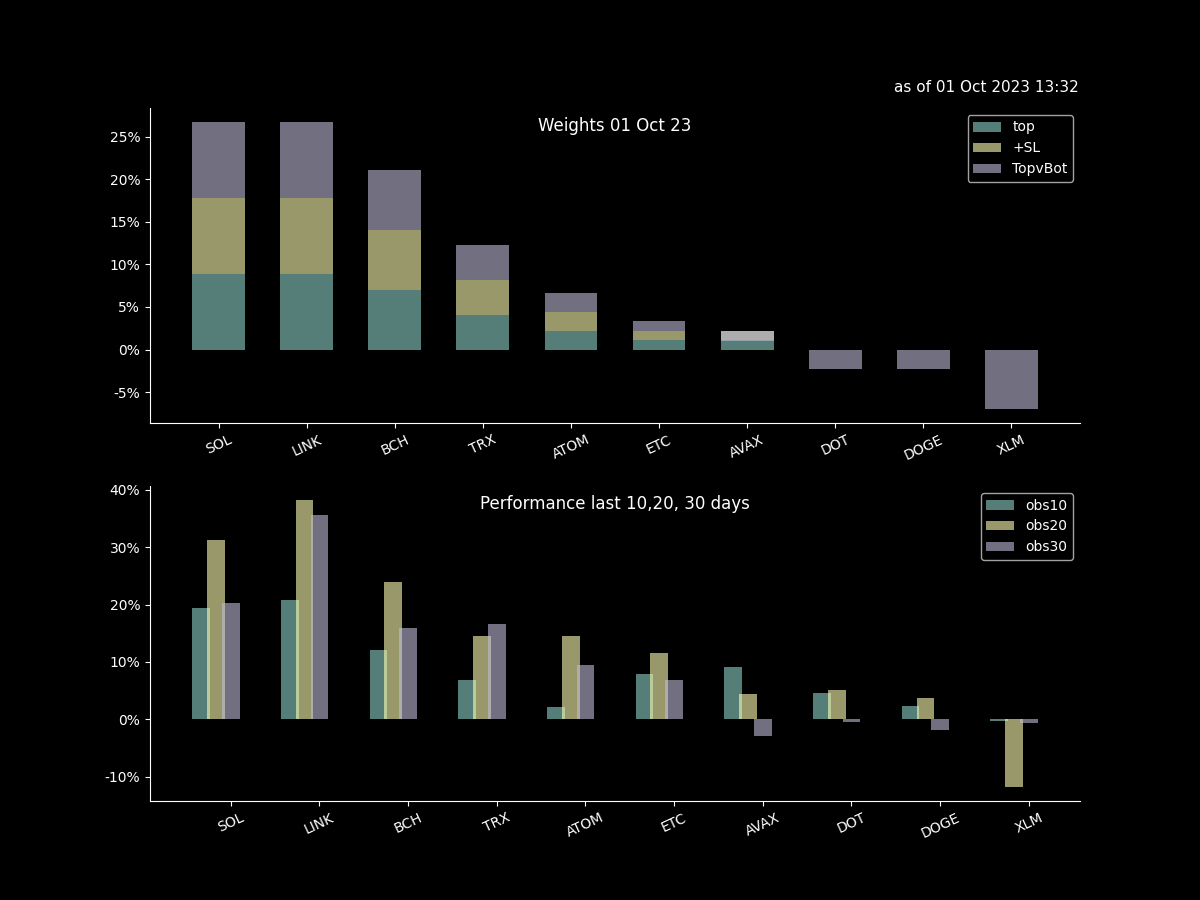 as of 01 Oct 2023 13:32
Weights 01 Oct 23
top
+SL
TopvBot
25%
20%
15%
10%
5%
0%
-5%
SOL LINK BCH TRX ATOM ETC AVAX DOT DOGE XLM
Performance last 10,20, 30 days
obs10
obs20
obs30
40%
30%
20%
10%
0%
-10%
SOL LINK BCH TRX ATOM ETC AVAX DOT DOGE XLM